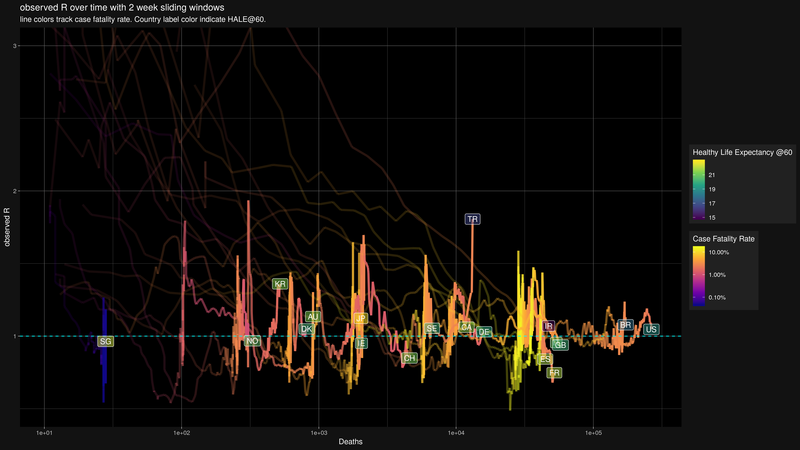 observed R over time with 2 week sliding windows
line colors track case fatality rate. Country label color indicate HALE@60.
3
2
1
observed R
TR
KR
AU
JP
DK
NO
SG
IE
CH
SE
CA
DE
IR
GB
ES
FR
BR
US
1e+01
1e+02
1e+03
1e+04
1e+05
Deaths
Healthy Life Expectancy @60
21
19
17
15
Case Fatality Rate
10.00%
1.00%
0.10%